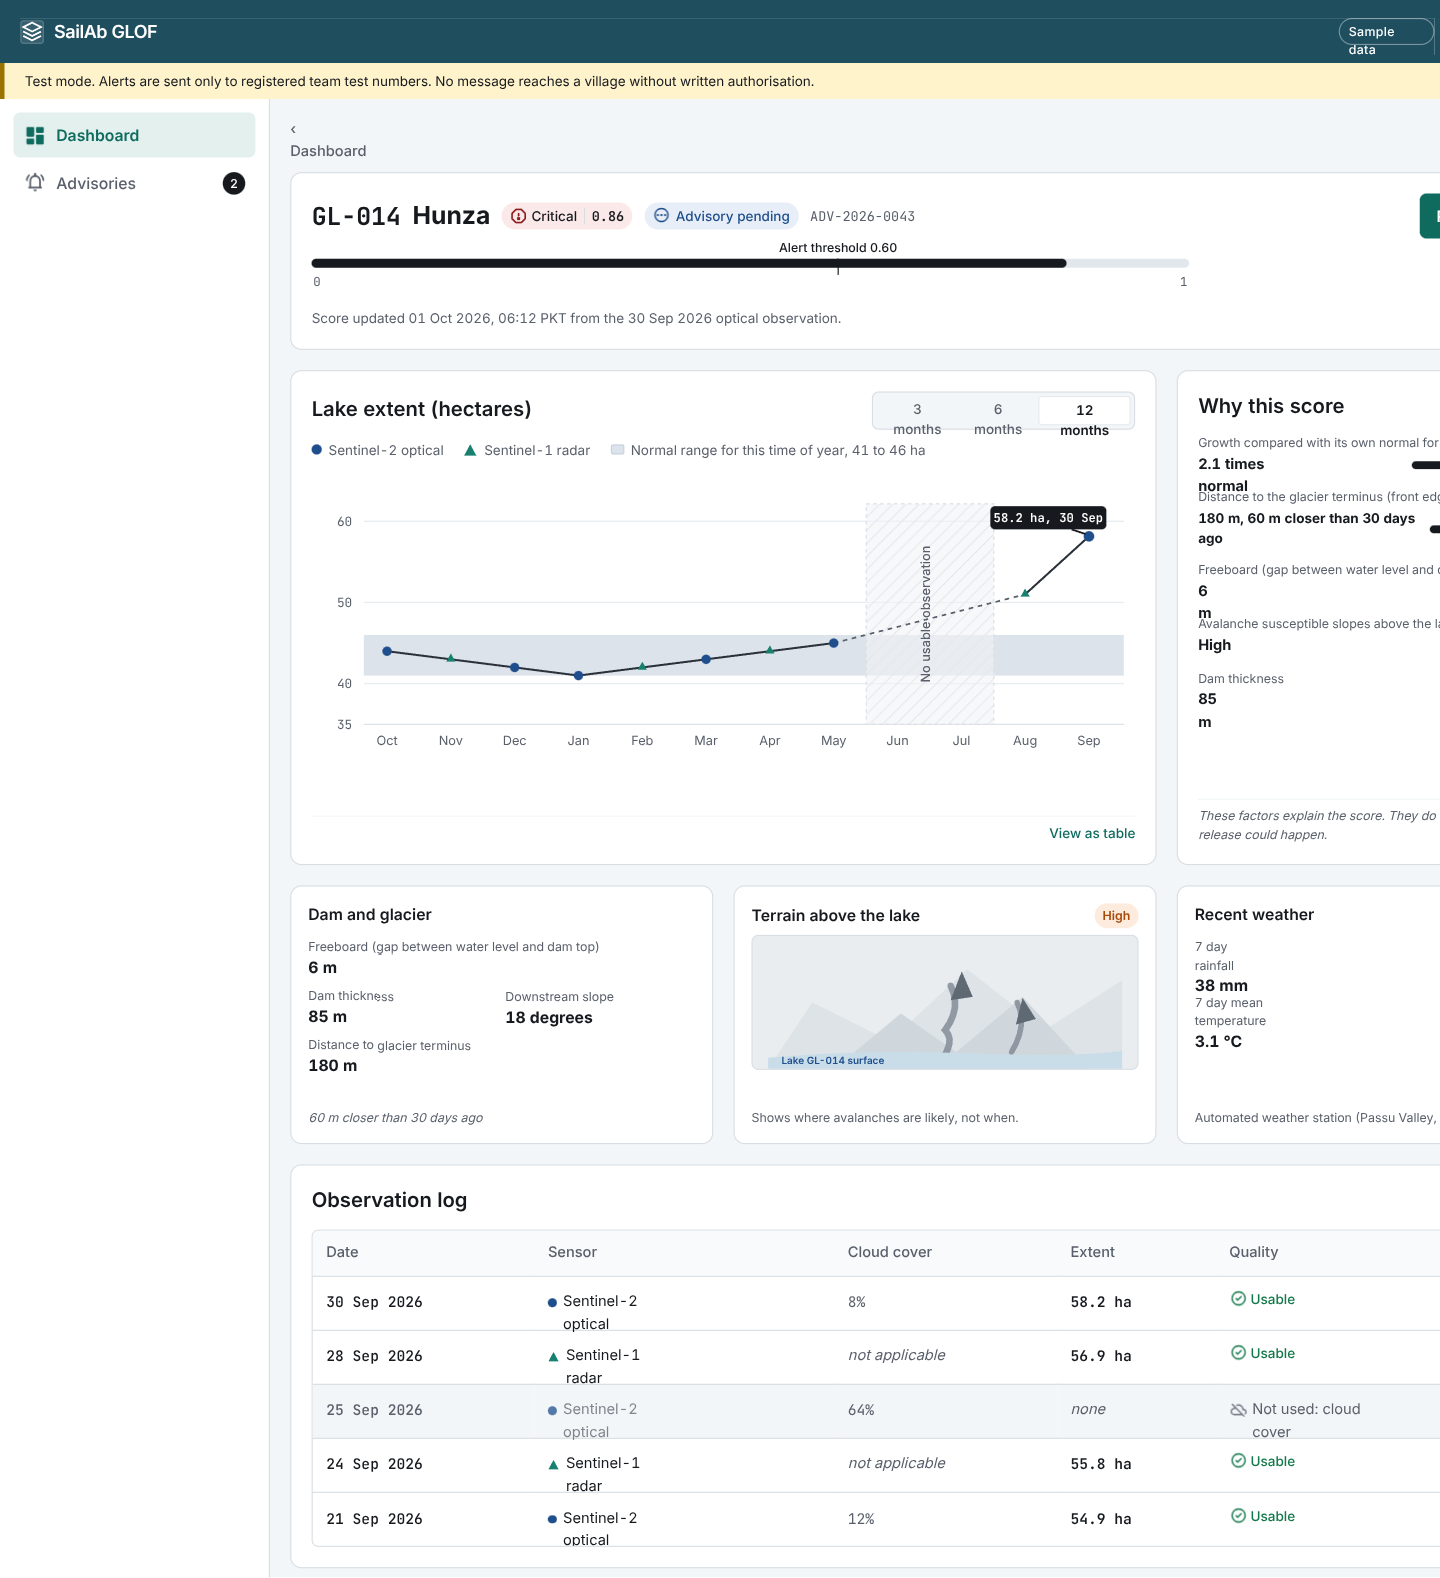 SailAb GLOF
Sample
data
Test mode. Alerts are sent only to registered team test numbers. No message reaches a village without written authorisation.
Dashboard
Advisories
2
‹
Dashboard
GL-014 Hunza
Critical 0.86
Advisory pending
ADV-2026-0043
Alert threshold 0.60
0
1
Score updated 01 Oct 2026, 06:12 PKT from the 30 Sep 2026 optical observation.
Lake extent (hectares)
3
months
6
months
12
months
Sentinel-2 optical
Sentinel-1 radar
Normal range for this time of year, 41 to 46 ha
58.2 ha, 30 Sep
60
50
40
35
No usable observation
Oct Nov Dec Jan Feb Mar Apr May Jun Jul Aug Sep
View as table
Why this score
Growth compared with its own normal for
2.1 times
normal
Distance to the glacier terminus (front
180 m, 60 m closer than 30 days
ago
Freeboard (gap between water level and
6
m
Avalanche susceptible slopes above the
High
Dam thickness
85
m
These factors explain the score. They do
release could happen.
Dam and glacier
Freeboard (gap between water level and dam top)
6 m
Dam thickness
85 m
Downstream slope
18 degrees
Distance to glacier terminus
180 m
60 m closer than 30 days ago
Terrain above the lake
High
Lake GL-014 surface
Shows where avalanches are likely, not when.
Recent weather
7 day
rainfall
38 mm
7 day mean
temperature
3.1 °C
Automated weather station (Passu Valley,
Observation log
Date Sensor Cloud cover Extent Quality
30 Sep 2026 Sentinel-2 8% 58.2 ha Usable
optical
28 Sep 2026 Sentinel-1 not applicable 56.9 ha Usable
radar
25 Sep 2026 Sentinel-2 64% none Not used: cloud
optical cover
24 Sep 2026 Sentinel-1 not applicable 55.8 ha Usable
radar
21 Sep 2026 Sentinel-2 12% 54.9 ha Usable
optical